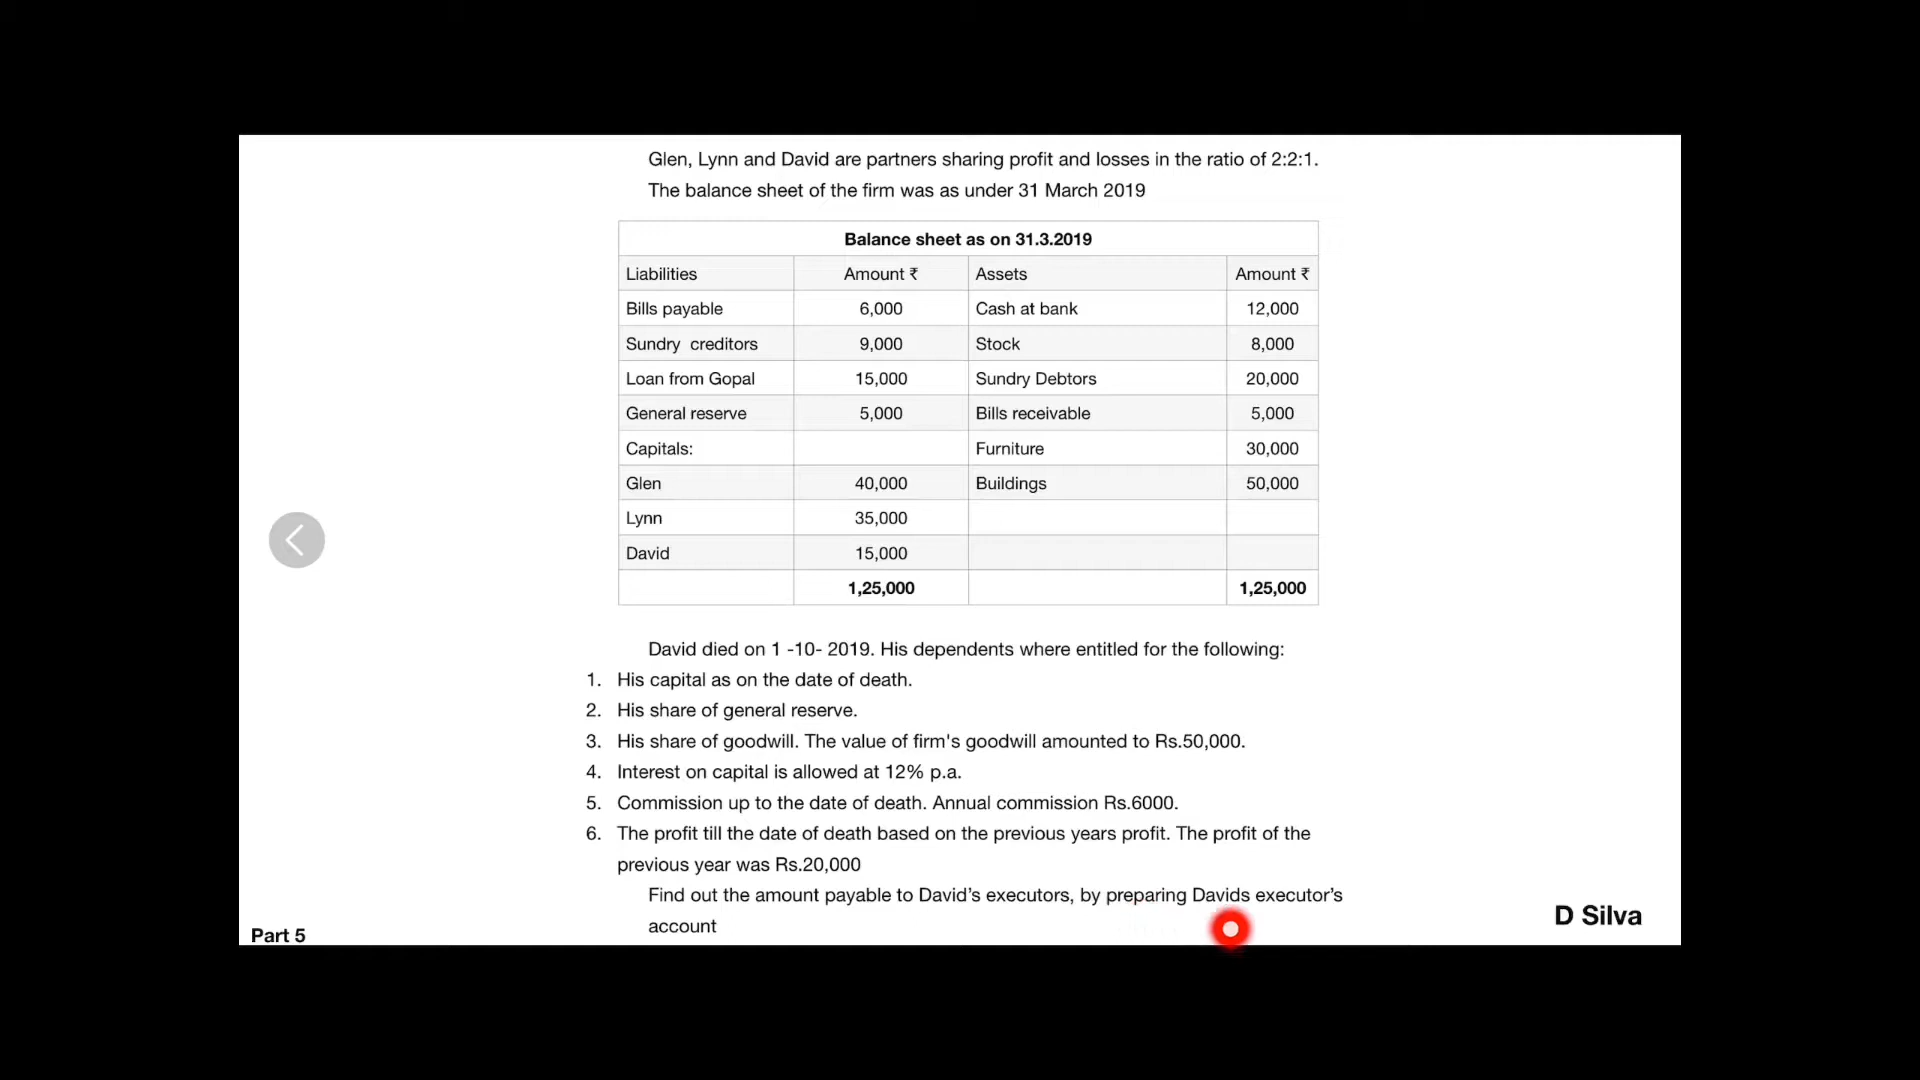 Glen, Lynn and David are partners sharing profit and losses in the ratio of 2:2:1.
The balance sheet of the firm was as under 31 March 2019
Balance sheet as on 31.3.2019
Liabilities Amount ₹ Assets Amount ₹
Bills payable 6,000 Cash at bank 12,000
Sundry creditors 9,000 Stock 8,000
Loan from Gopal 15,000 Sundry Debtors 20,000
General reserve 5,000 Bills receivable 5,000
Capitals: Furniture 30,000
Glen 40,000 Buildings 50,000
Lynn 35,000
David 15,000
1,25,000 1,25,000
David died on 1 -10- 2019. His dependents where entitled for the following:
1. His capital as on the date of death.
2. His share of general reserve.
3. His share of goodwill. The value of firm's goodwill amounted to Rs.50,000.
4. Interest on capital is allowed at 12% p.a.
5. Commission up to the date of death. Annual commission Rs.6000.
6. The profit till the date of death based on the previous years profit. The profit of the
previous year was Rs.20,000
Find out the amount payable to David’s executors, by preparing Davids executor’s
account
D Silva
Part 5